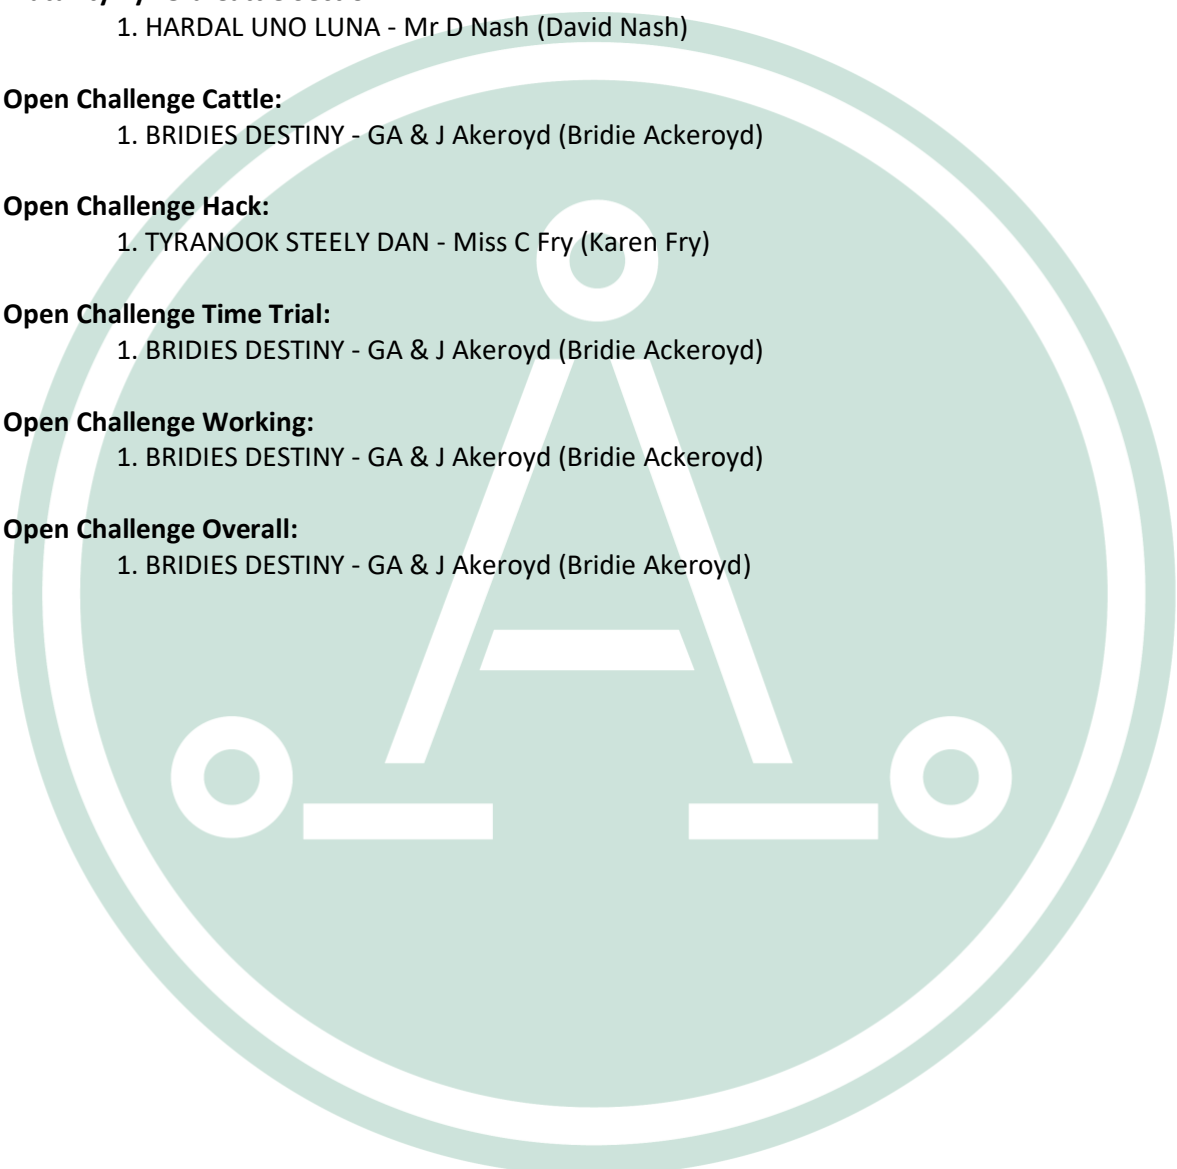 1. HARDAL UNO LUNA - Mr D Nash (David Nash)
Open Challenge Cattle:
1. BRIDIES DESTINY - GA & J Akeroyd (Bridie Ackeroyd)
Open Challenge Hack:
1. TYRANOOK STEELY DAN - Miss C Fry (Karen Fry)
Open Challenge Time Trial:
1. BRIDIES DESTINY - GA & J Akeroyd (Bridie Ackeroyd)
Open Challenge Working:
1. BRIDIES DESTINY - GA & J Akeroyd (Bridie Ackeroyd)
Open Challenge Overall:
1. BRIDIES DESTINY - GA & J Akeroyd (Bridie Akeroyd)